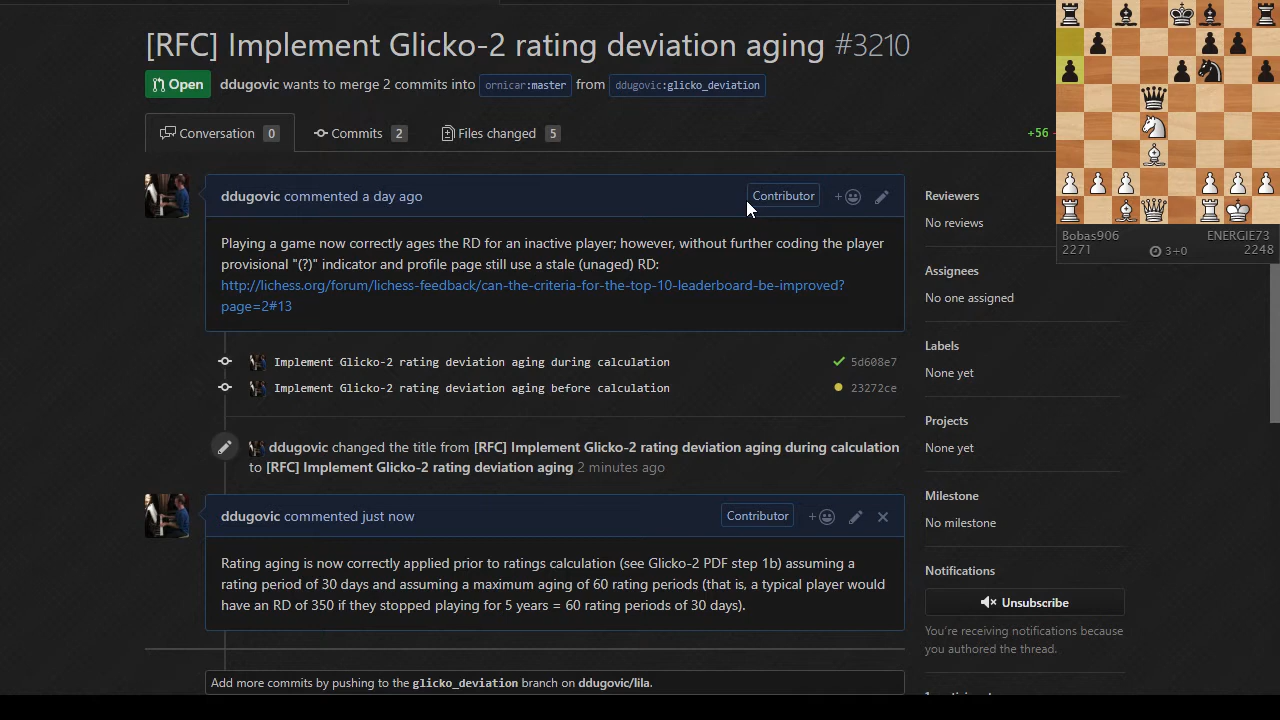 [RFC] Implement Glicko-2 rating deviation aging #3210
Open ddugovic wants to merge 2 commits into ornicar:master from ddugovic:glicko_deviation
Conversation 0 Commits 2 Files changed 5 +56
ddugovic commented a day ago Contributor
Playing a game now correctly ages the RD for an inactive player; however, without further coding the player
provisional "(?)" indicator and profile page still use a stale (unaged) RD:
http://lichess.org/forum/lichess-feedback/can-the-criteria-for-the-top-10-leaderboard-be-improved?
page=2#13
Implement Glicko-2 rating deviation aging during calculation 5d608e7
Implement Glicko-2 rating deviation aging before calculation 23272ce
ddugovic changed the title from [RFC] Implement Glicko-2 rating deviation aging during calculation
to [RFC] Implement Glicko-2 rating deviation aging 2 minutes ago
ddugovic commented just now Contributor
Rating aging is now correctly applied prior to ratings calculation (see Glicko-2 PDF step 1b) assuming a
rating period of 30 days and assuming a maximum aging of 60 rating periods (that is, a typical player would
have an RD of 350 if they stopped playing for 5 years = 60 rating periods of 30 days).
Add more commits by pushing to the glicko_deviation branch on ddugovic/lila.
Reviewers
No reviews
Assignees
No one assigned
Labels
None yet
Projects
None yet
Milestone
No milestone
Notifications
Unsubscribe
You're receiving notifications because
you authored the thread.
Bobas906 ENERGIE73
2271 3+0 2248